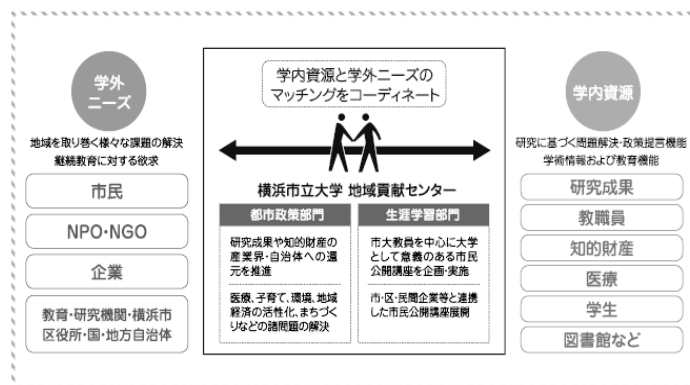 学外
ニーズ
地域を取り巻く様々な課題の解決
継続教育に対する欲求
市民
NPO・NGO
企業
教育・研究機関・横浜市
区役所・国・地方自治体
学内資源と学外ニーズの
マッチングをコーディネート
横浜市立大学 地域貢献センター
都市政策部門
研究成果や知的財産の
産業界・自治体への還
元を推進
医療、子育て、環境、地域
経済の活性化、まちづく
りなどの諸問題の解決
生涯学習部門
市大教員を中心に大学
として意義のある市民
公開講座を企画・実施
市・区・民間企業等と連携
した市民公開講座展開
学内資源
研究に基づく問題解決・政策提言機能
学術情報および教育機能
研究成果
教職員
知的財産
医療
学生
図書館など